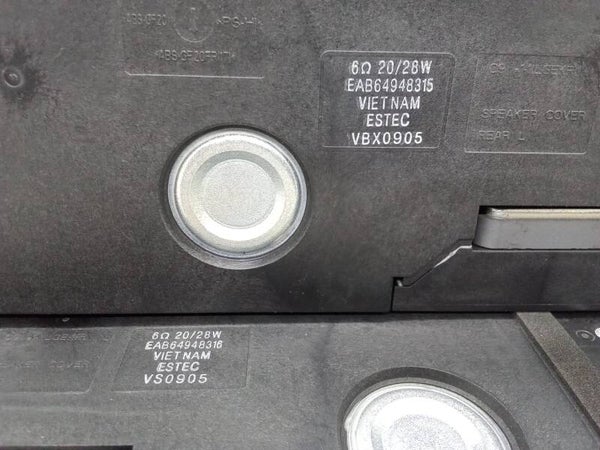 6Ω 20/28W
EAB64948315
VIETNAM
ESTEC
VBX0905
SPEAKER COVER
REAR L
6Ω 20/28W
EAB64948316
VIETNAM
ESTEC
VS0905